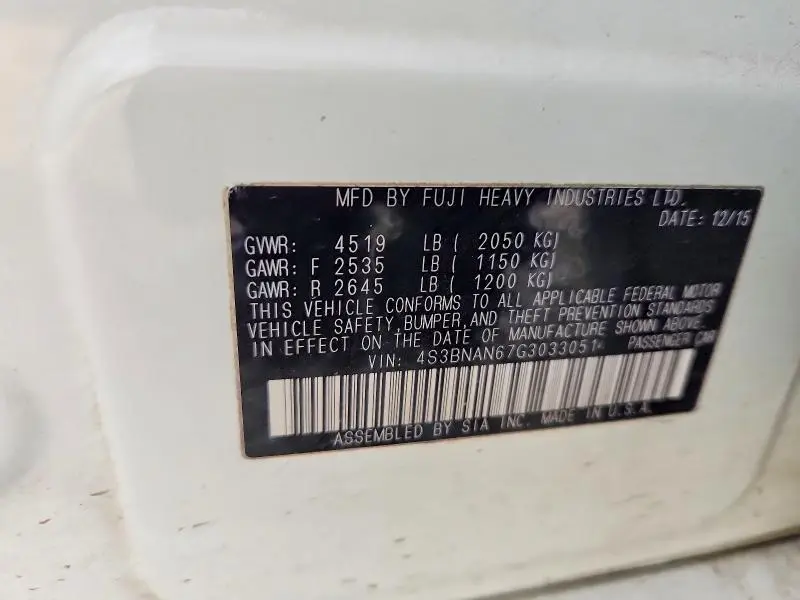 MFD BY FUJI HEAVY INDUSTRIES LTD.
DATE: 12/15
GVWR: 4519 LB ( 2050 KG)
GAWR: F 2535 LB ( 1150 KG)
GAWR: R 2645 LB ( 1200 KG)
THIS VEHICLE CONFORMS TO ALL APPLICABLE FEDERAL MOTOR
VEHICLE SAFETY,BUMPER,AND THEFT PREVENTION STANDARDS
IN EFFECT ON THE DATE OF MANUFACTURE SHOWN ABOVE.
VIN: 4S3BNAN67G3033051* PASSENGER CAR
ASSEMBLED BY SIA INC. MADE IN U.S.A.